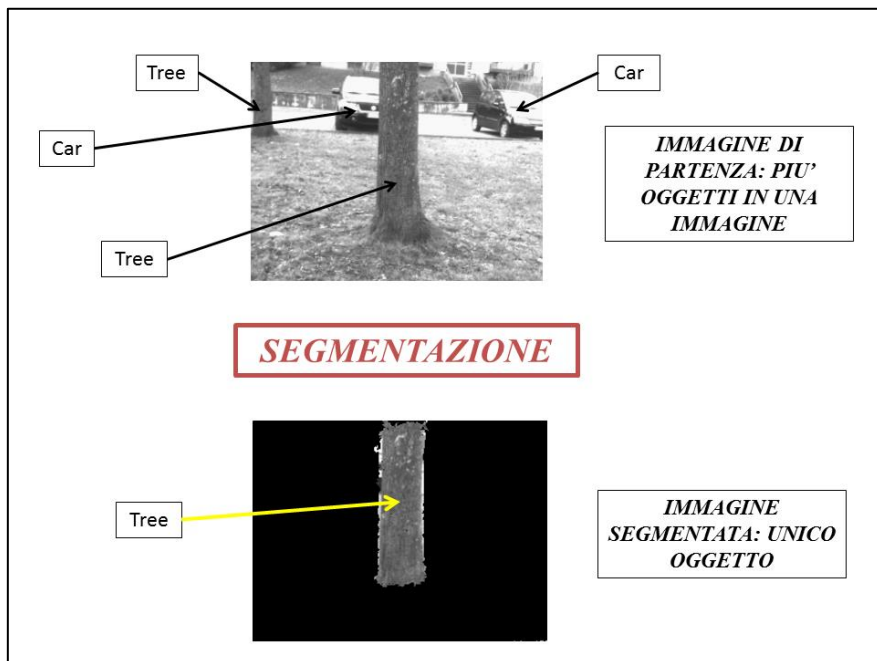 Tree
Car
Car
Tree
IMMAGINE DI
PARTENZA: PIU'
OGGETTI IN UNA
IMMAGINE
SEGMENTAZIONE
Tree
IMMAGINE
SEGMENTATA: UNICO
OGGETTO